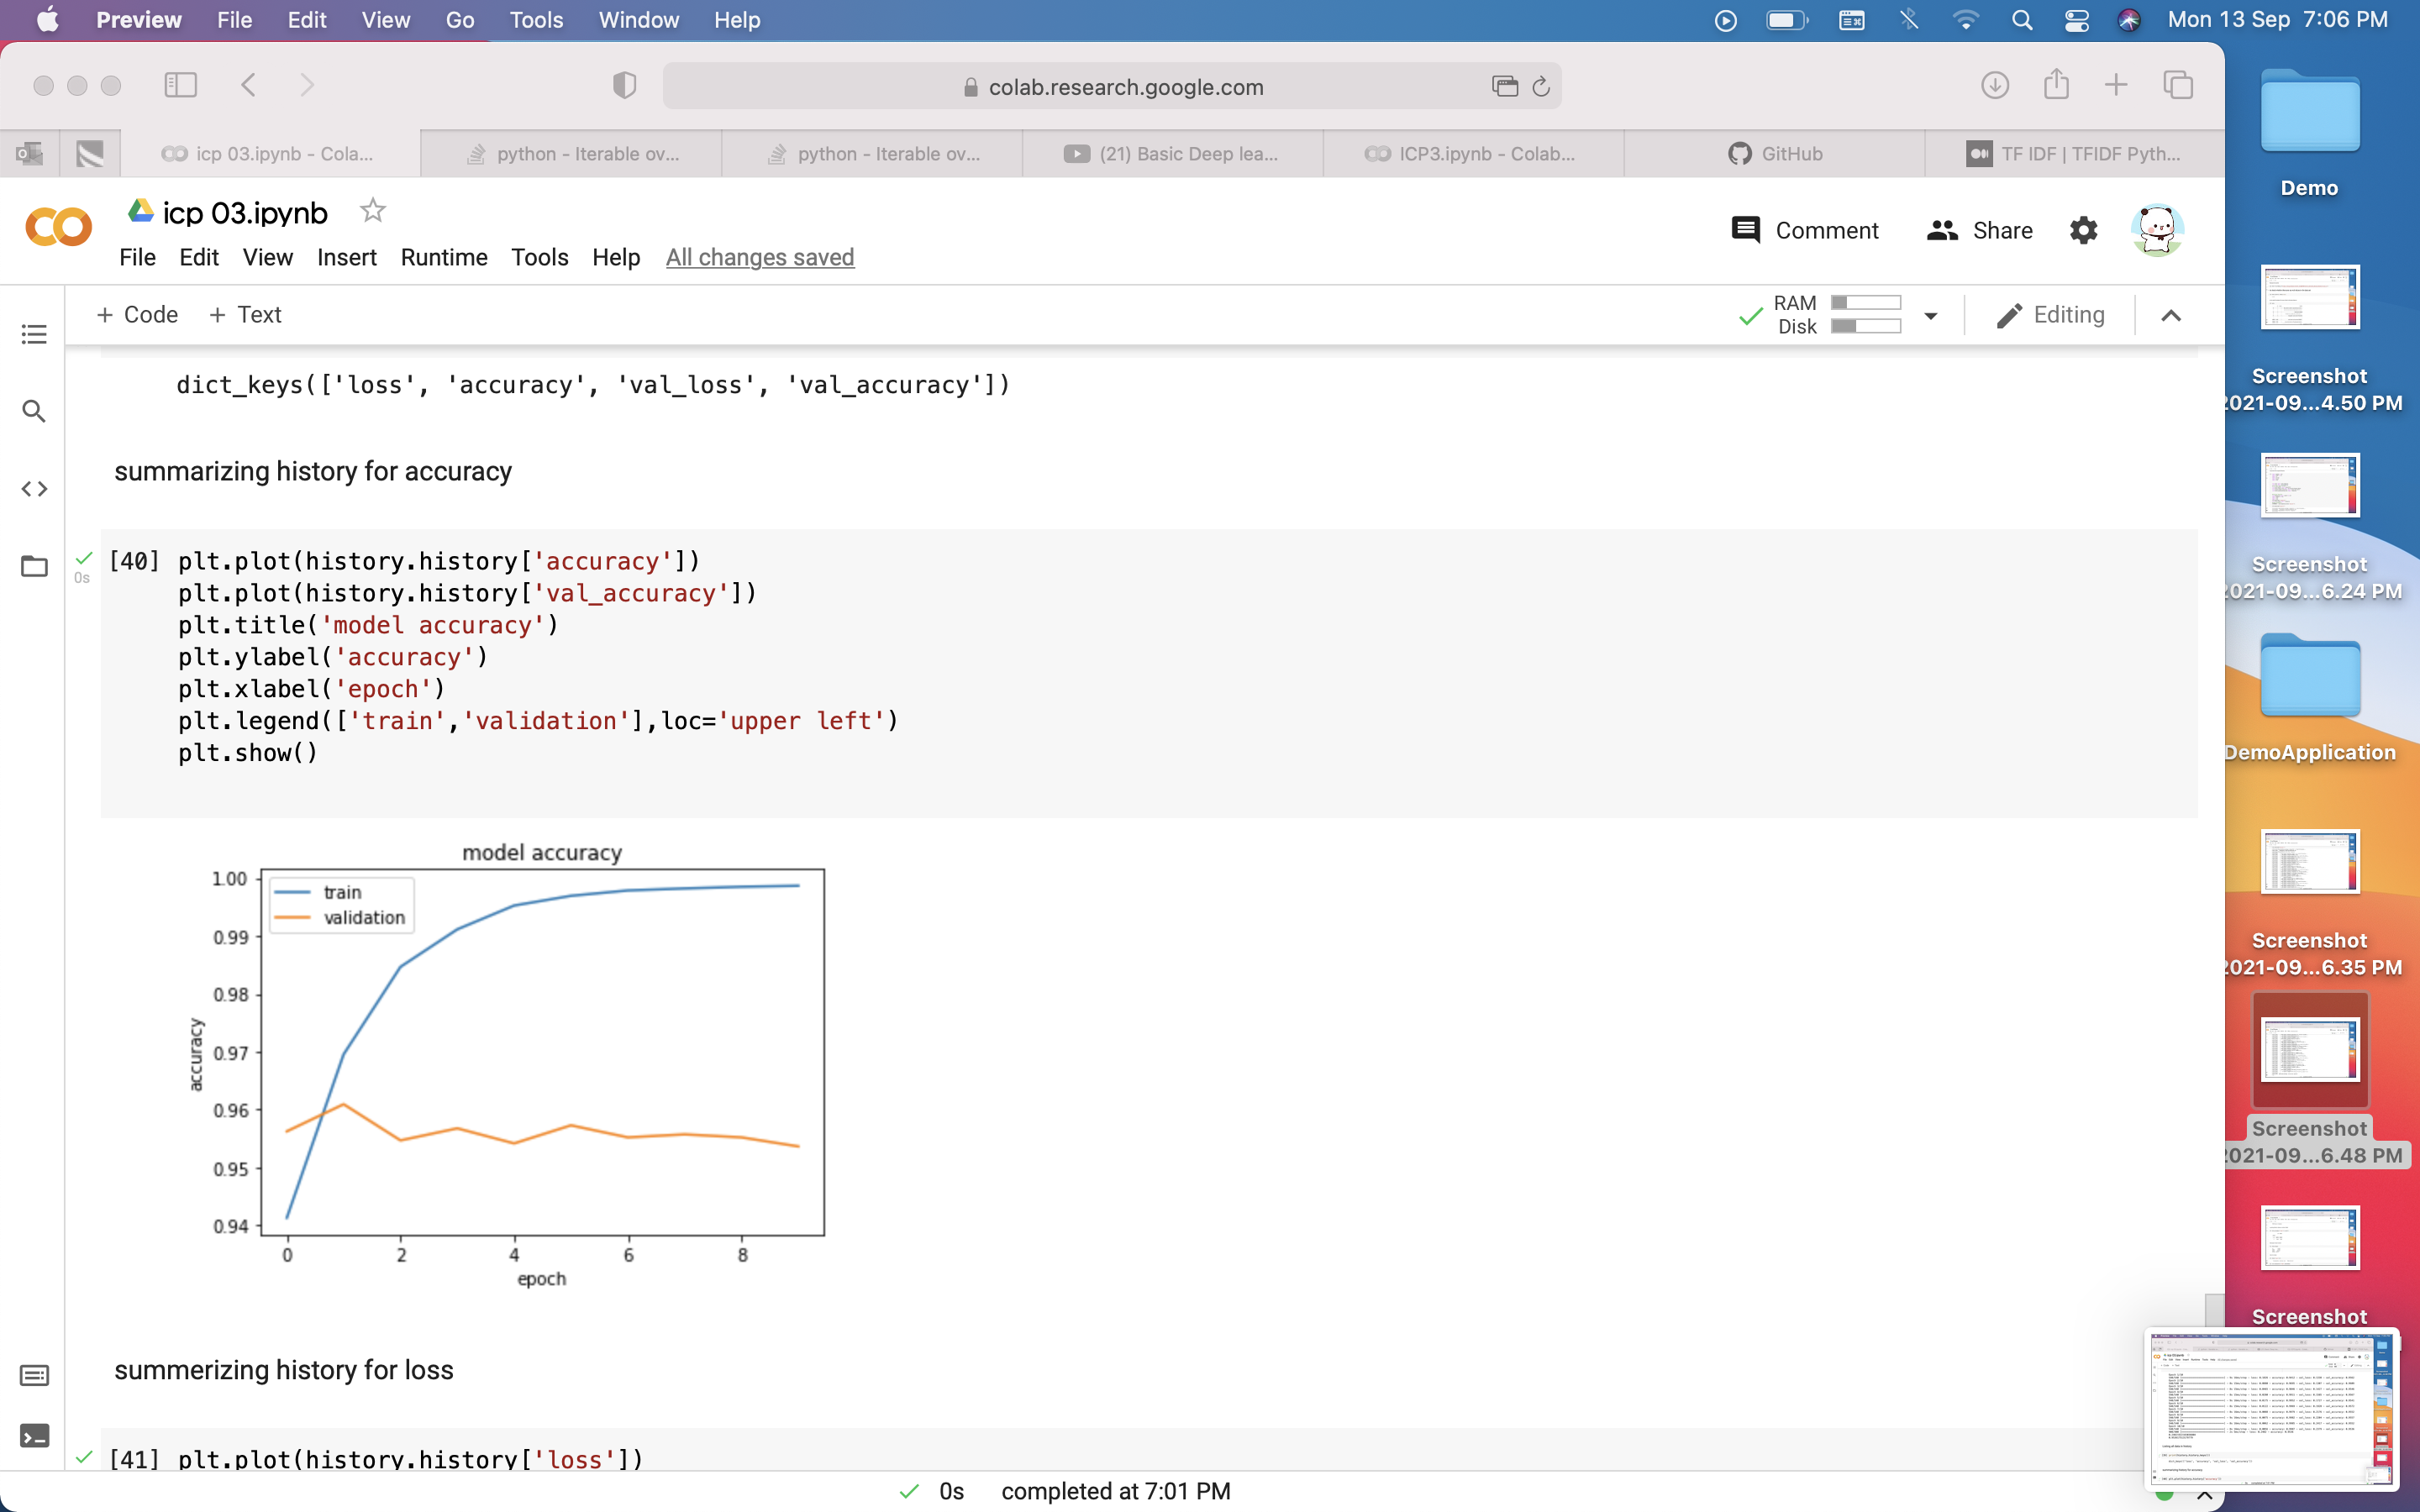 Preview File Edit View Go Tools Window Help Mon 13 Sep 7:06 PM
colab.research.google.com
icp 03.ipynb - Cola... python - Iterable ov... python - Iterable ov... (21) Basic Deep lea... ICP3.ipynb - Colab... GitHub TF IDF | TFIDF Pyth...
icp 03.ipynb
File Edit View Insert Runtime Tools Help All changes saved
Comment Share
+ Code + Text
RAM
Disk
Editing
dict_keys(['loss', 'accuracy', 'val_loss', 'val_accuracy'])
summarizing history for accuracy
0s
[40] plt.plot(history.history['accuracy'])
plt.plot(history.history['val_accuracy'])
plt.title('model accuracy')
plt.ylabel('accuracy')
plt.xlabel('epoch')
plt.legend(['train','validation'],loc='upper left')
plt.show()
model accuracy
train
validation
1.00
0.99
0.98
0.97
0.96
0.95
0.94
accuracy
0 2 4 6 8
epoch
summerizing history for loss
[41] plt.plot(history.history['loss'])
0s completed at 7:01 PM
Demo
Screenshot
2021-09...4.50 PM
Screenshot
2021-09...6.24 PM
DemoApplication
Screenshot
2021-09...6.35 PM
Screenshot
2021-09...6.48 PM
Screenshot